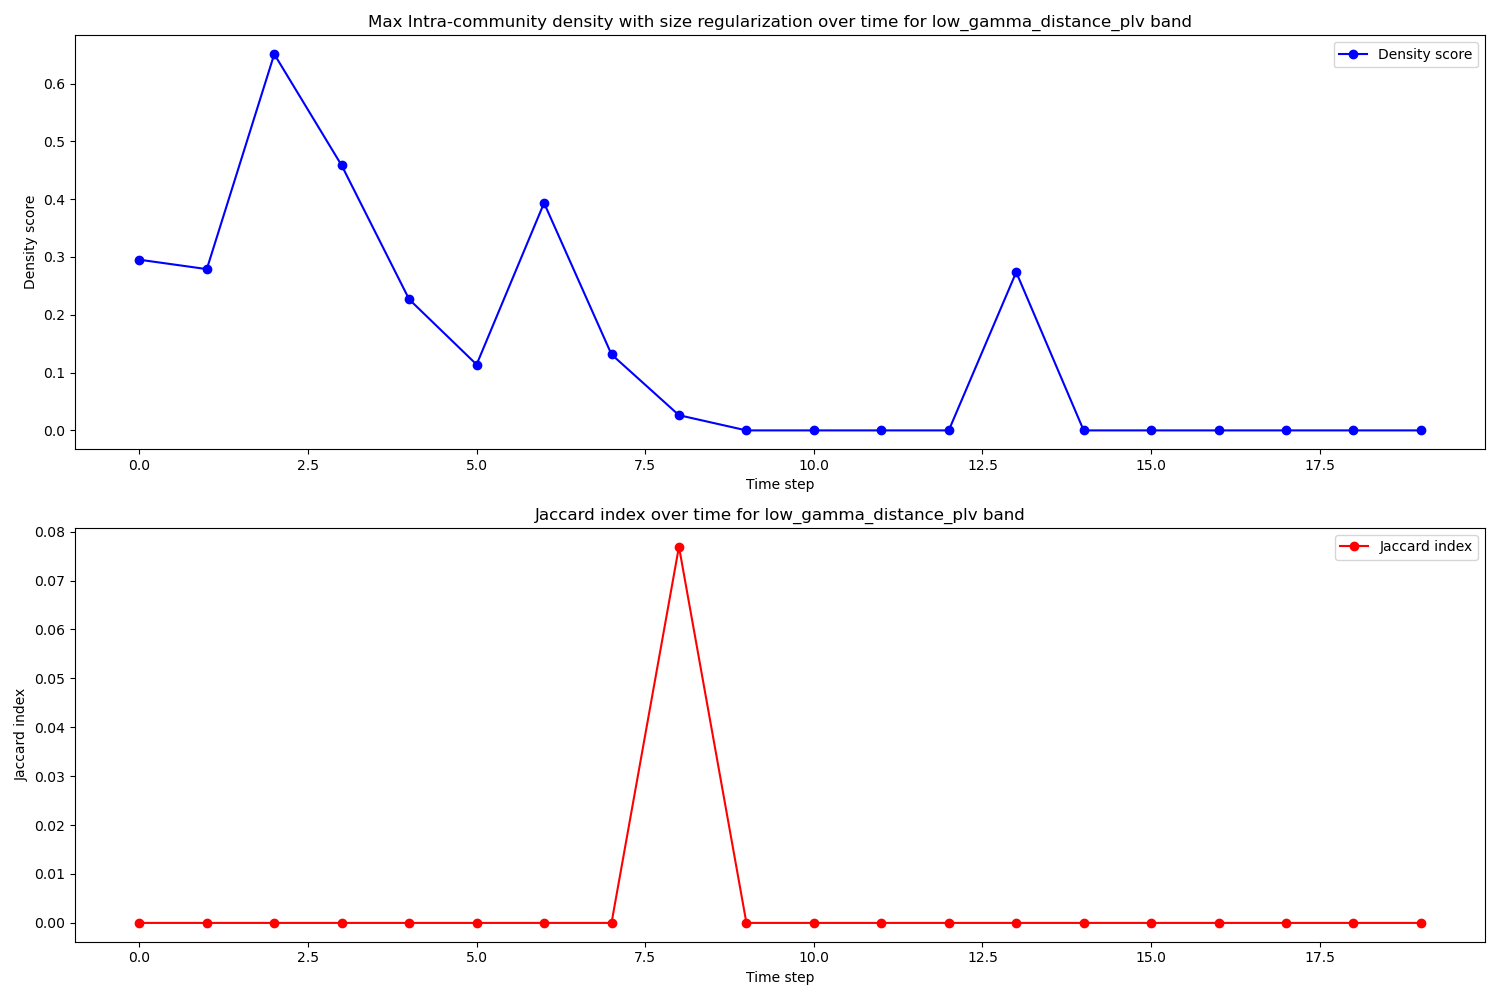 Max Intra-community density with size regularization over time for low_gamma_distance_plv band
Density score
0.6
0.5
0.4
0.3
0.2
0.1
0.0
Density score
0.0 2.5 5.0 7.5 10.0 12.5 15.0 17.5
Time step
Jaccard index over time for low_gamma_distance_plv band
Jaccard index
0.08
0.07
0.06
0.05
0.04
0.03
0.02
0.01
0.00
Jaccard index
0.0 2.5 5.0 7.5 10.0 12.5 15.0 17.5
Time step